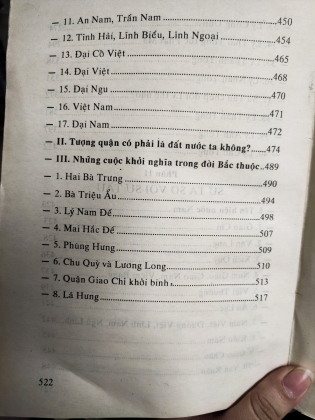 – 11. An Nam, Trấn Nam ........ 450
– 12. Tĩnh Hải, Lĩnh Biểu, Lĩnh Ngoại ........ 454
– 13. Đại Cồ Việt ........ 465
– 14. Đại Việt ........ 468
– 15. Đại Ngu ........ 470
– 16. Việt Nam ........ 471
– 17. Đại Nam ........ 472
– II. Tượng quận có phải là đất nước ta không? ....... 474
– III. Những cuộc khởi nghĩa trong đời Bắc thuộc .. 489
– 1. Hai Bà Trưng ........ 490
– 2. Bà Triệu Ẩu ........ 494
– 3. Lý Nam Đế ........ 498
– 4. Mai Hắc Đế ........ 507
– 5. Phùng Hưng ........ 509
– 6. Chu Quý và Lương Long ........ 510
– 7. Quận Giao Chỉ khởi binh ........ 513
– 8. Lã Hưng ........ 517
522